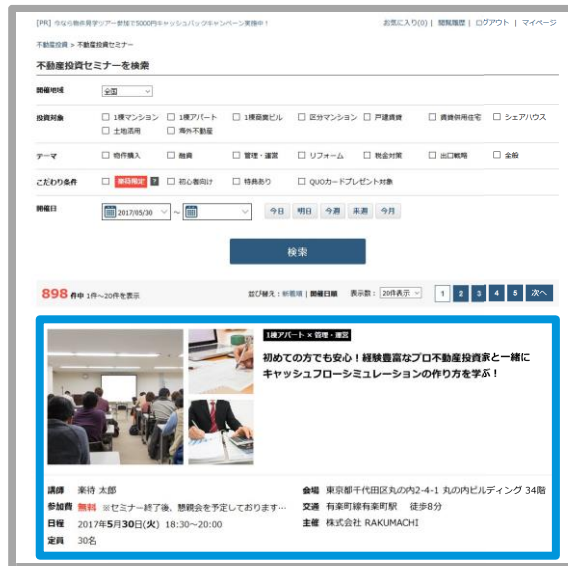 [PR] 今なら物件見学ツアー参加で5000円キャッシュバックキャンペーン実施中！
お気に入り(0) | 閲覧履歴 | ログアウト | マイページ
不動産投資 > 不動産投資セミナー
不動産投資セミナーを検索
開催地域 全国
投資対象 1棟マンション 1棟アパート 1棟商業ビル 区分マンション 戸建賃貸 賃貸併用住宅 シェアハウス
土地活用 海外不動産
テーマ 物件購入 融資 管理・運営 リフォーム 税金対策 出口戦略 全般
こだわり条件 楽待限定 ? 初心者向け 特典あり QUOカードプレゼント対象
開催日 2017/05/30 ～ 今日 明日 今週 来週 今月
検索
898 件中 1件～20件を表示 並び替え：新着順 | 開催日順 表示数： 20件表示 1 2 3 4 5 次へ
1棟アパート × 管理・運営
初めての方でも安心！経験豊富なプロ不動産投資家と一緒に
キャッシュフローシミュレーションの作り方を学ぶ！
講師 楽待 太郎
会場 東京都千代田区丸の内2-4-1 丸の内ビルディング 34階
参加費 無料 ※セミナー終了後、懇親会を予定しております…
交通 有楽町線有楽町駅 徒歩8分
日程 2017年5月30日(火) 18:30～20:00
主催 株式会社 RAKUMACHI
定員 30名